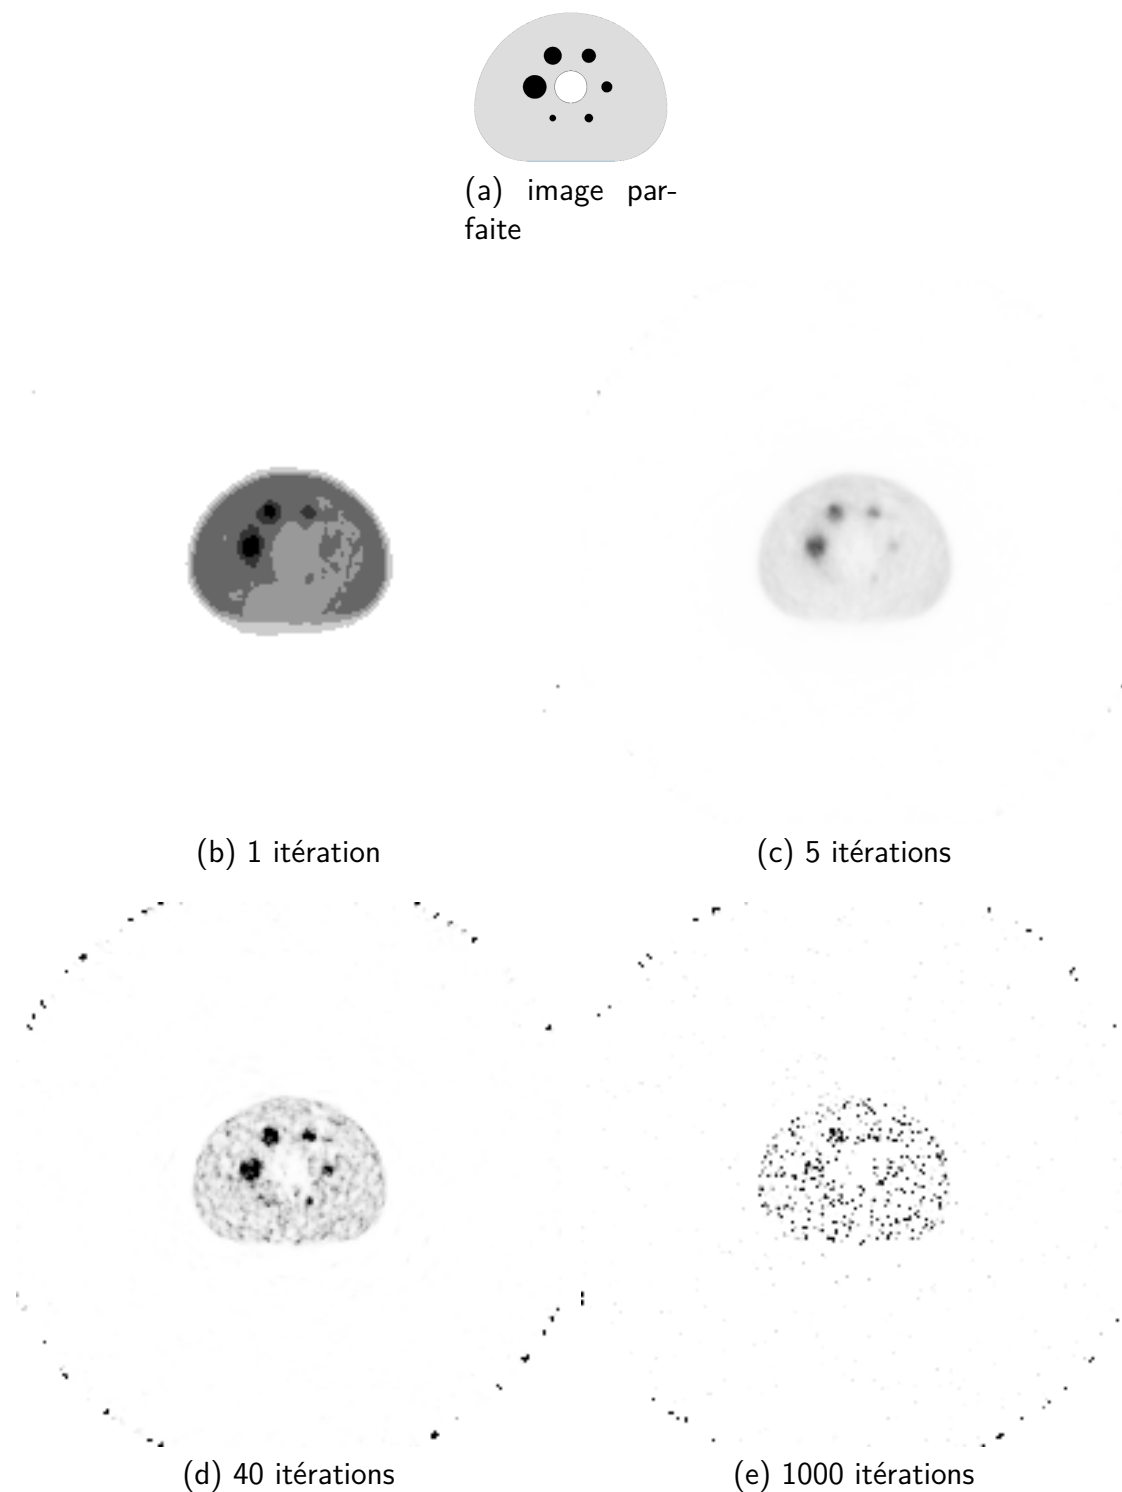 (a) image par-
faite
(b) 1 itération
(c) 5 itérations
(d) 40 itérations
(e) 1000 itérations